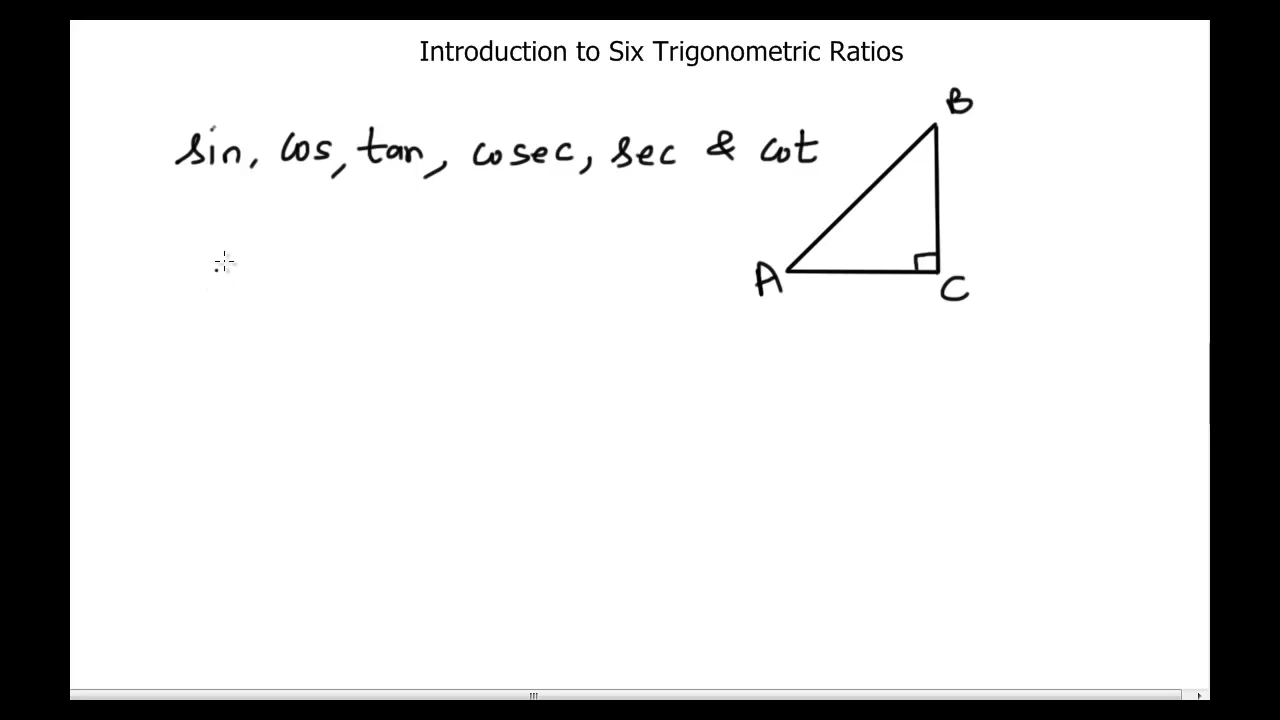 Introduction to Six Trigonometric Ratios
sin, cos, tan, cosec, sec & cot
B
A
C